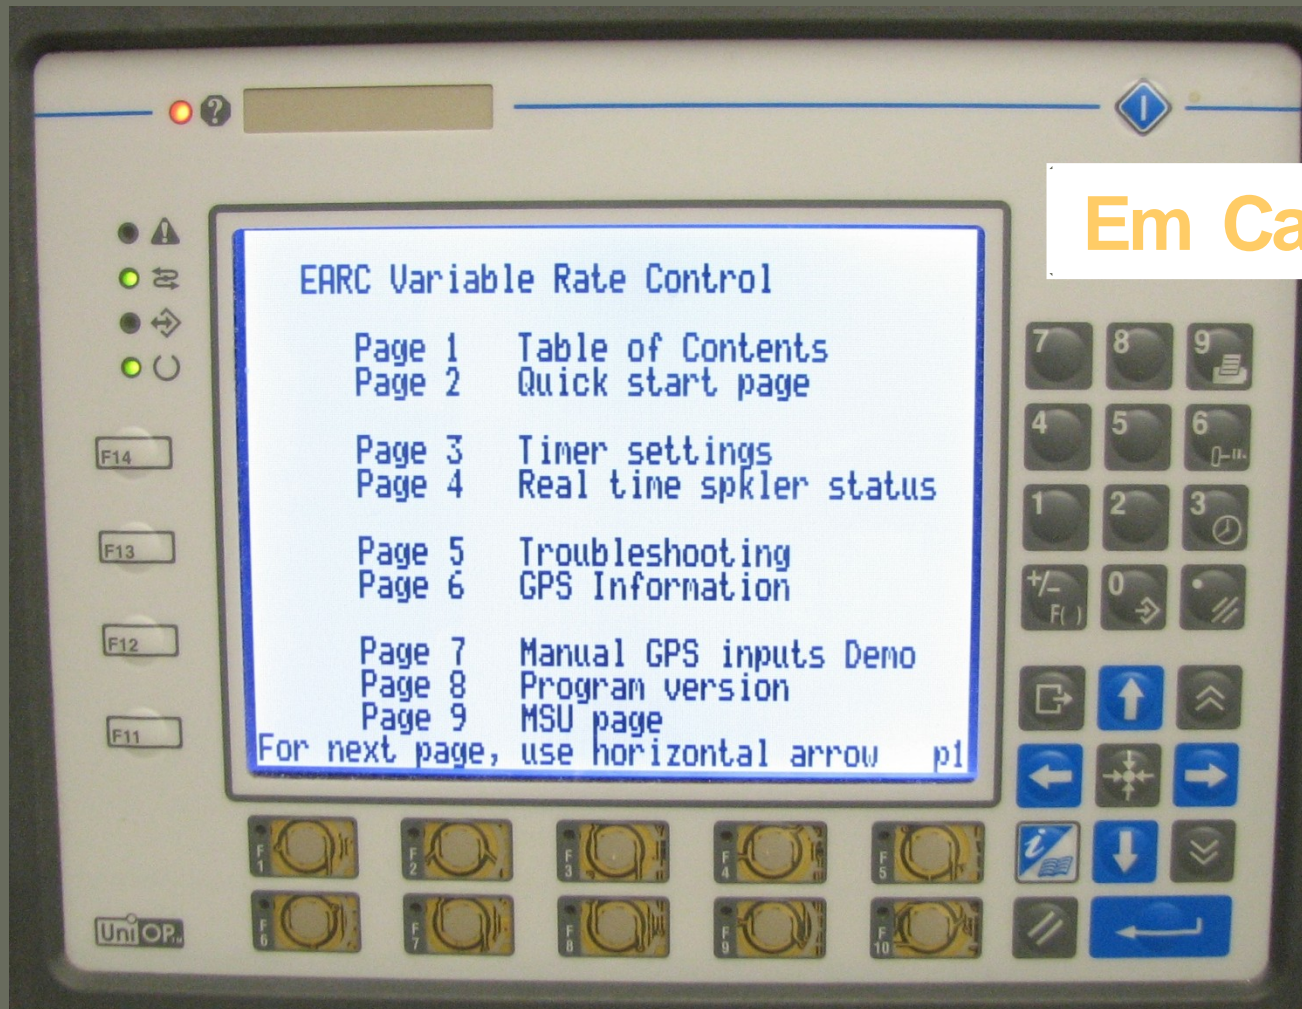 Em Ca
EARC Variable Rate Control
Page 1 Table of Contents
Page 2 Quick start page
Page 3 Timer settings
Page 4 Real time spkler status
Page 5 Troubleshooting
Page 6 GPS Information
Page 7 Manual GPS inputs Demo
Page 8 Program version
Page 9 MSU page
For next page, use horizontal arrow p1
F14
F13
F12
F11
7 8 9
4 5 6
1 2 3
+/- F( ) 0 •
i
F1 F2 F3 F4 F5
F6 F7 F8 F9 F10
UniOP